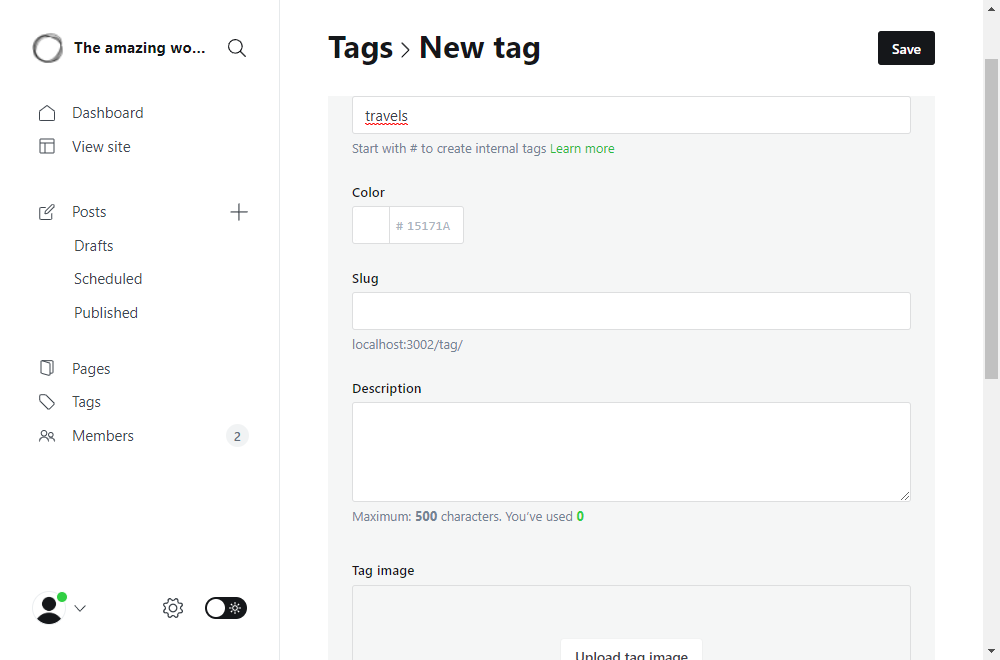 The amazing wo...
Dashboard
View site
Posts
Drafts
Scheduled
Published
Pages
Tags
Members
2
Tags > New tag
Save
travels
Start with # to create internal tags Learn more
Color
# 15171A
Slug
localhost:3002/tag/
Description
Maximum: 500 characters. You’ve used 0
Tag image
Upload tag image